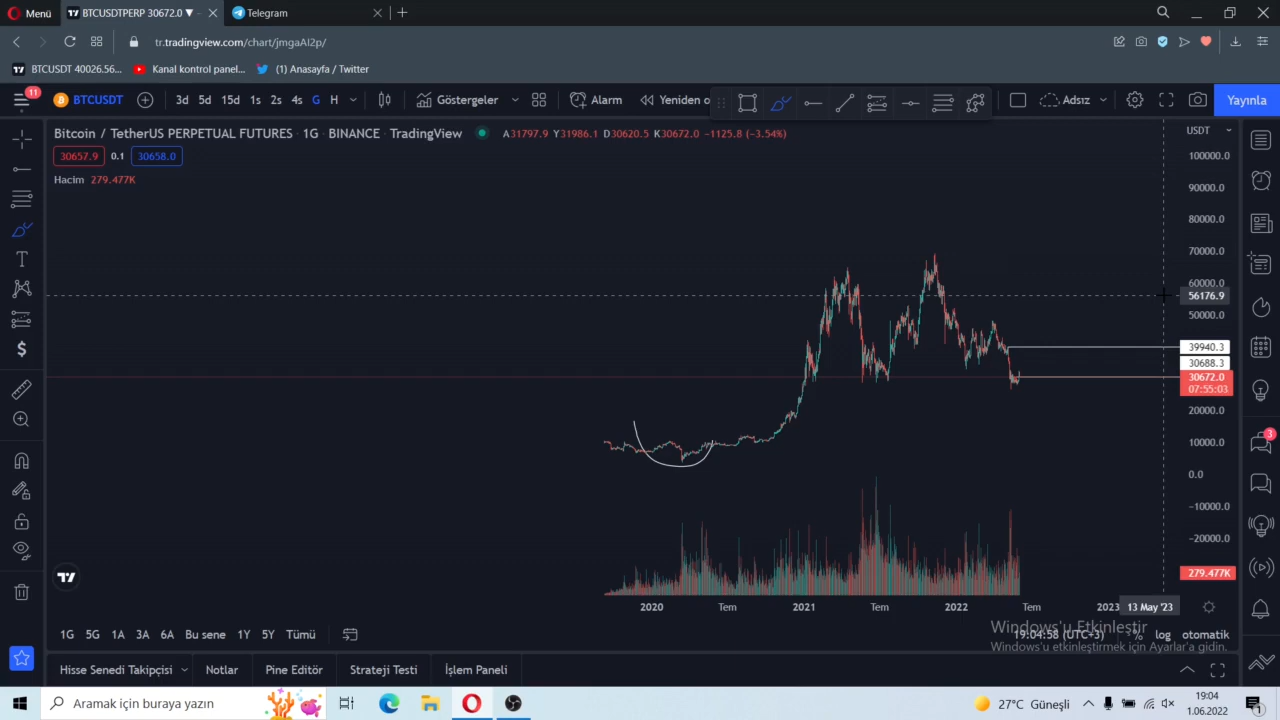 Menü
BTCUSDTPERP 30672.0 ▼ -
Telegram
tr.tradingview.com/chart/jmgaAI2p/
BTCUSDT 40026.56...
Kanal kontrol panel...
(1) Anasayfa / Twitter
11
BTCUSDT
3d 5d 15d 1s 2s 4s G H
Göstergeler
Alarm
Yeniden o
Adsız
Yayınla
Bitcoin / TetherUS PERPETUAL FUTURES · 1G · BINANCE · TradingView
A31797.9 Y31986.1 D30620.5 K30672.0 −1125.8 (−3.54%)
USDT
30657.9 0.1 30658.0
Hacim 279.477K
100000.0
90000.0
80000.0
70000.0
60000.0
56176.9
50000.0
39940.3
30688.3
30672.0
07:55:03
20000.0
10000.0
0.0
−10000.0
−20000.0
279.477K
3
2020 Tem 2021 Tem 2022 Tem 2023 13 May '23
1G 5G 1A 3A 6A Bu sene 1Y 5Y Tümü
19:04:58 (UTC+3) % log otomatik
Windows'u Etkinleştir
Windows'u etkinleştirmek için Ayarlar'a gidin.
Hisse Senedi Takipçisi Notlar Pine Editör Strateji Testi İşlem Paneli
Aramak için buraya yazın
27°C Güneşli
19:04
1.06.2022
1